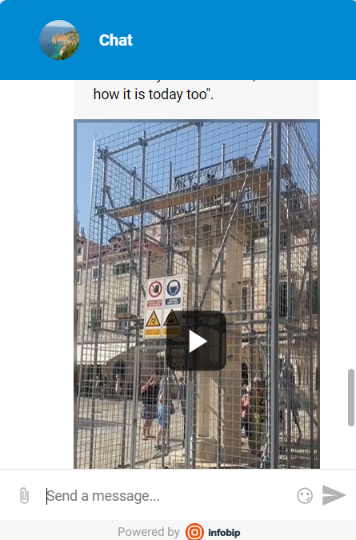 Chat
how it is today too".
Send a message...
Powered by infobip